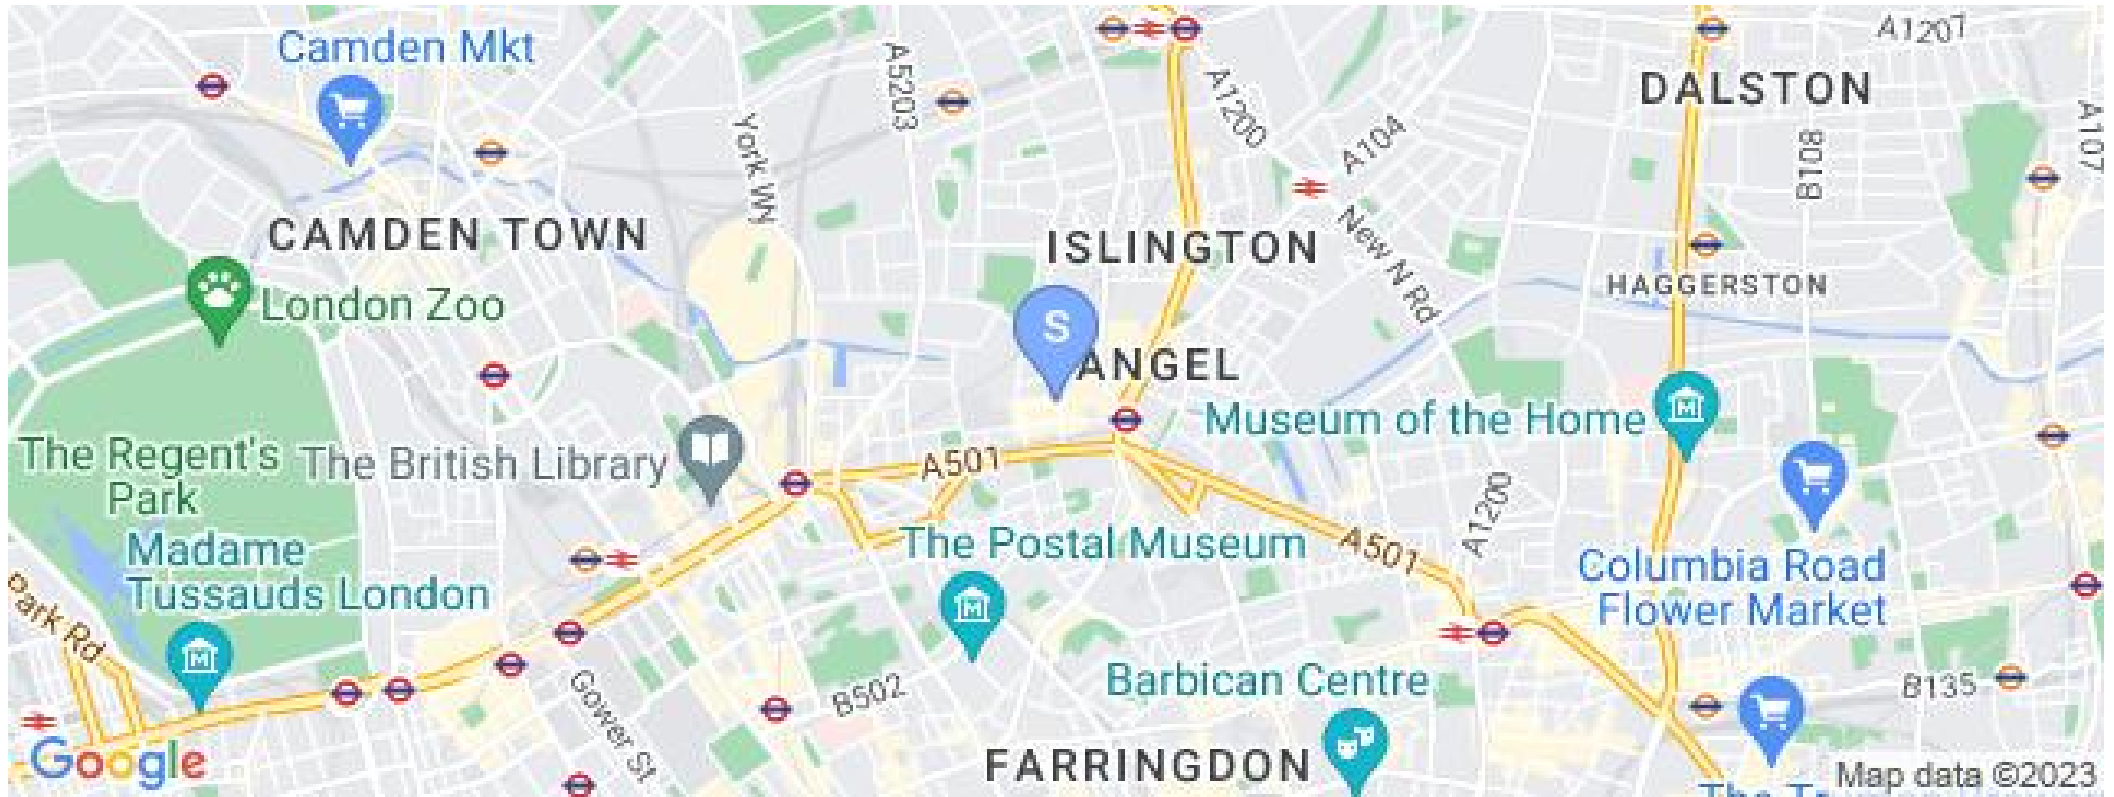 Camden Mkt
A5203
A1200
A1207
DALSTON
A104
York Wy
B108
A107
CAMDEN TOWN
ISLINGTON
New N Rd
HAGGERSTON
London Zoo
S
ANGEL
Museum of the Home
The Regent's
Park
The British Library
A501
A1200
The Postal Museum
A501
Madame
Tussauds London
Columbia Road
Flower Market
Park Rd
Barbican Centre
B502
B135
Gower St
FARRINGDON
Google
Map data ©2023